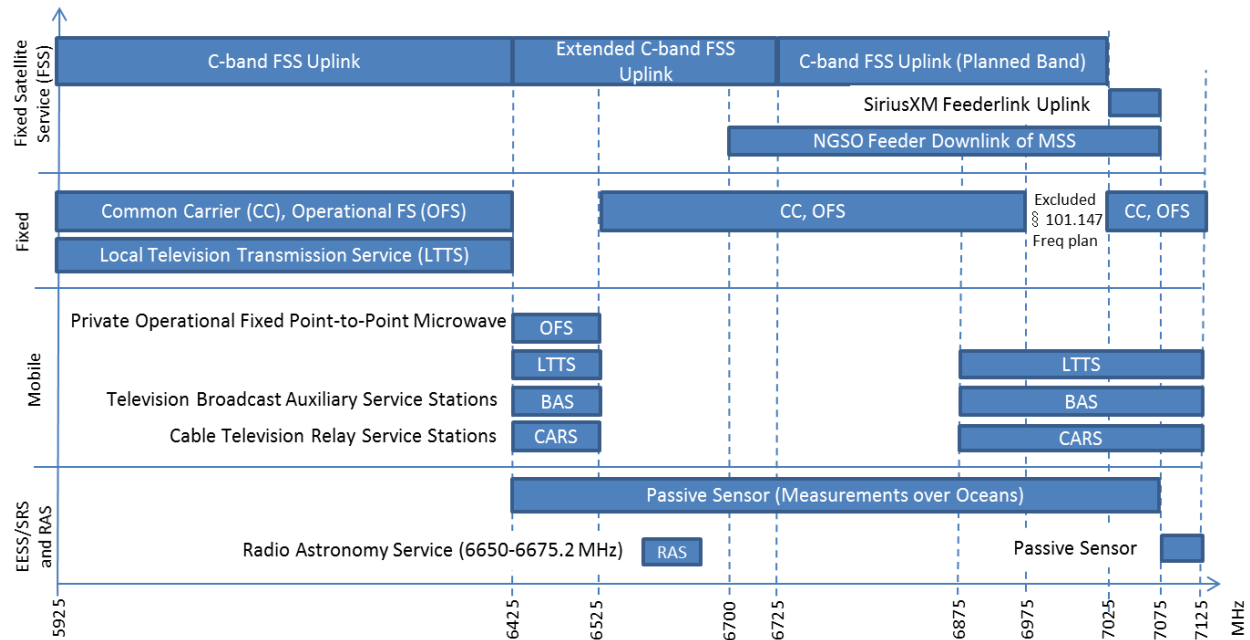 Fixed Satellite
Service (FSS)
C-band FSS Uplink
Extended C-band FSS
Uplink
C-band FSS Uplink (Planned Band)
SiriusXM Feederlink Uplink
NGSO Feeder Downlink of MSS
Fixed
Common Carrier (CC), Operational FS (OFS)
CC, OFS
Excluded
§ 101.147
Freq plan
CC, OFS
Local Television Transmission Service (LTTS)
Mobile
Private Operational Fixed Point-to-Point Microwave
OFS
LTTS
LTTS
Television Broadcast Auxiliary Service Stations
BAS
BAS
Cable Television Relay Service Stations
CARS
CARS
EESS/SRS
and RAS
Passive Sensor (Measurements over Oceans)
Radio Astronomy Service (6650-6675.2 MHz)
RAS
Passive Sensor
5925
6425
6525
6700
6725
6875
6975
7025
7075
7125
MHz